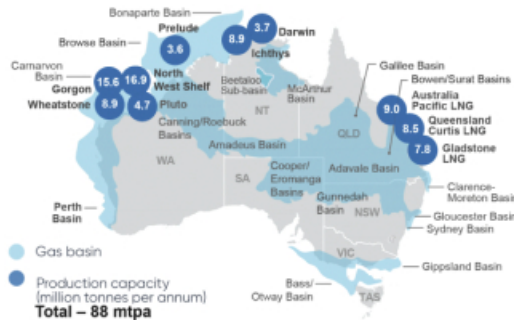 Bonaparte Basin
Prelude
3.7
Darwin
Browse Basin
3.6
8.9
Ichthys
Carnarvon
Basin
Gorgon
15.6
16.9
North
West Shelf
Wheatstone
8.9
4.7
Pluto
Beetaloo
Sub-basin
McArthur
Basin
Galilee Basin
Bowen/Surat Basins
NT
Canning/Roebuck
Basins
Amadeus Basin
WA
QLD
9.0
Australia
Pacific LNG
8.5
Queensland
Curtis LNG
7.8
Gladstone
LNG
Adavale Basin
SA
Cooper/
Eromanga
Basins
Gunnedah
Basin
NSW
Clarence-
Moreton Basin
Gloucester Basin
Sydney Basin
Perth
Basin
VIC
Gippsland Basin
Bass/
Otway Basin
TAS
Gas basin
Production capacity
(million tonnes per annum)
Total – 88 mtpa